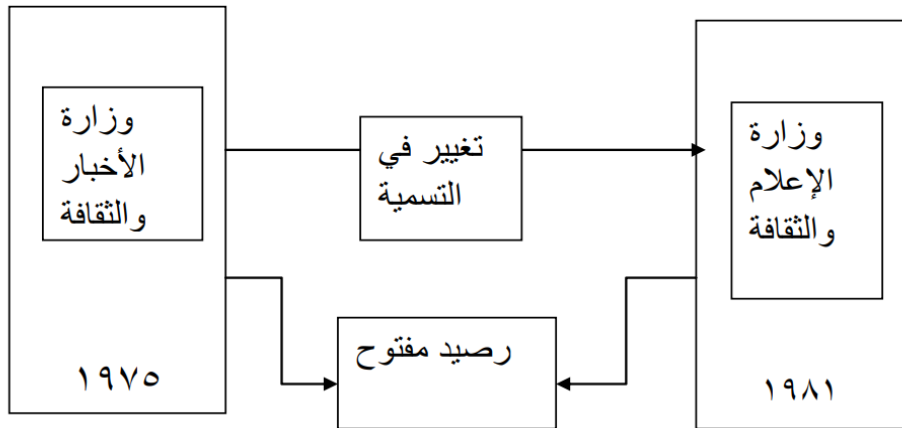 وزارة
الأخبار
والثقافة
١٩٧٥
تغيير في
التسمية
رصيد مفتوح
وزارة
الإعلام
والثقافة
١٩٨١